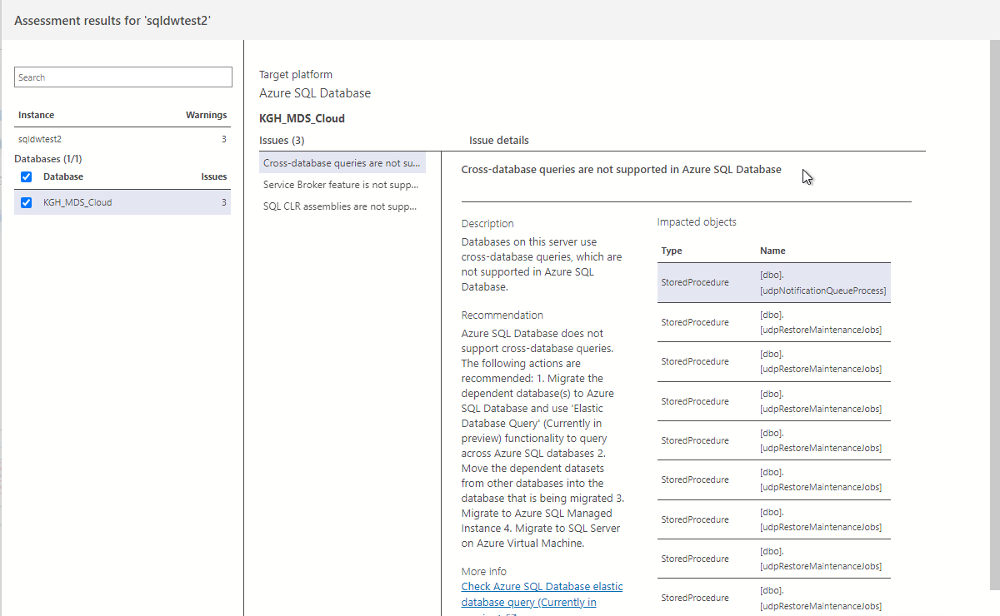 Assessment results for 'sqldwtest2'
Search
Instance Warnings
sqldwtest2 3
Databases (1/1)
Database Issues
KGH_MDS_Cloud 3
Target platform
Azure SQL Database
KGH_MDS_Cloud
Issues (3)
Cross-database queries are not su...
Service Broker feature is not supp...
SQL CLR assemblies are not supp...
Issue details
Cross-database queries are not supported in Azure SQL Database
Description
Databases on this server use
cross-database queries, which are
not supported in Azure SQL
Database.
Recommendation
Azure SQL Database does not
support cross-database queries.
The following actions are
recommended: 1. Migrate the
dependent database(s) to Azure
SQL Database and use 'Elastic
Database Query' (Currently in
preview) functionality to query
across Azure SQL databases 2.
Move the dependent datasets
from other databases into the
database that is being migrated 3.
Migrate to Azure SQL Managed
Instance 4. Migrate to SQL Server
on Azure Virtual Machine.
More info
Check Azure SQL Database elastic
database query (Currently in
Impacted objects
Type Name
StoredProcedure [dbo].
[udpNotificationQueueProcess]
StoredProcedure [dbo].
[udpRestoreMaintenanceJobs]
StoredProcedure [dbo].
[udpRestoreMaintenanceJobs]
StoredProcedure [dbo].
[udpRestoreMaintenanceJobs]
StoredProcedure [dbo].
[udpRestoreMaintenanceJobs]
StoredProcedure [dbo].
[udpRestoreMaintenanceJobs]
StoredProcedure [dbo].
[udpRestoreMaintenanceJobs]
StoredProcedure [dbo].
[udpRestoreMaintenanceJobs]
StoredProcedure [dbo].
[udpRestoreMaintenanceJobs]